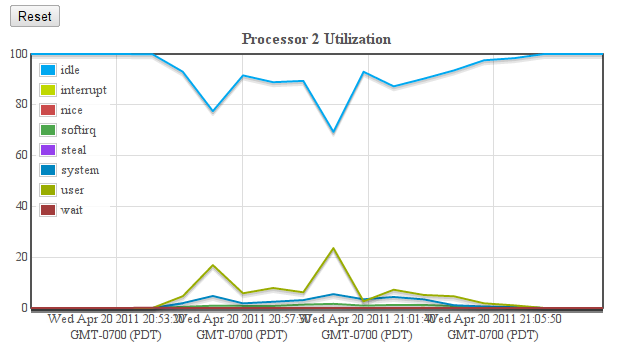 Reset
Processor 2 Utilization
100
80
60
40
20
0
idle
interrupt
nice
softirq
steal
system
user
wait
Wed Apr 20 2011 20:53:20
GMT-0700 (PDT)
Wed Apr 20 2011 20:57:30
GMT-0700 (PDT)
Wed Apr 20 2011 21:01:40
GMT-0700 (PDT)
Wed Apr 20 2011 21:05:50
GMT-0700 (PDT)